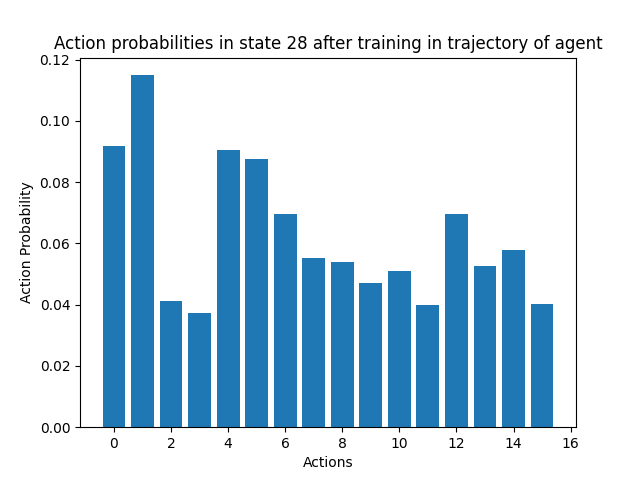 Action probabilities in state 28 after training in trajectory of agent
0.12
0.10
0.08
0.06
0.04
0.02
0.00
Action Probability
0 2 4 6 8 10 12 14 16
Actions